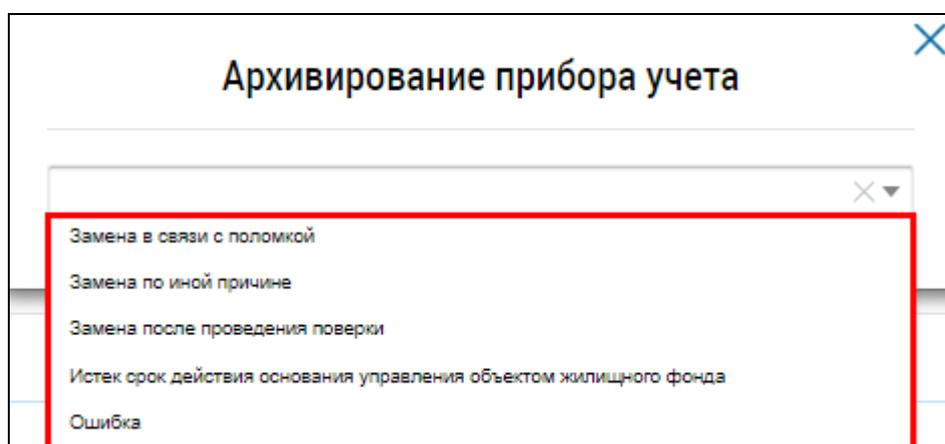 Архивирование прибора учета
Замена в связи с поломкой
Замена по иной причине
Замена после проведения поверки
Истек срок действия основания управления объектом жилищного фонда
Ошибка